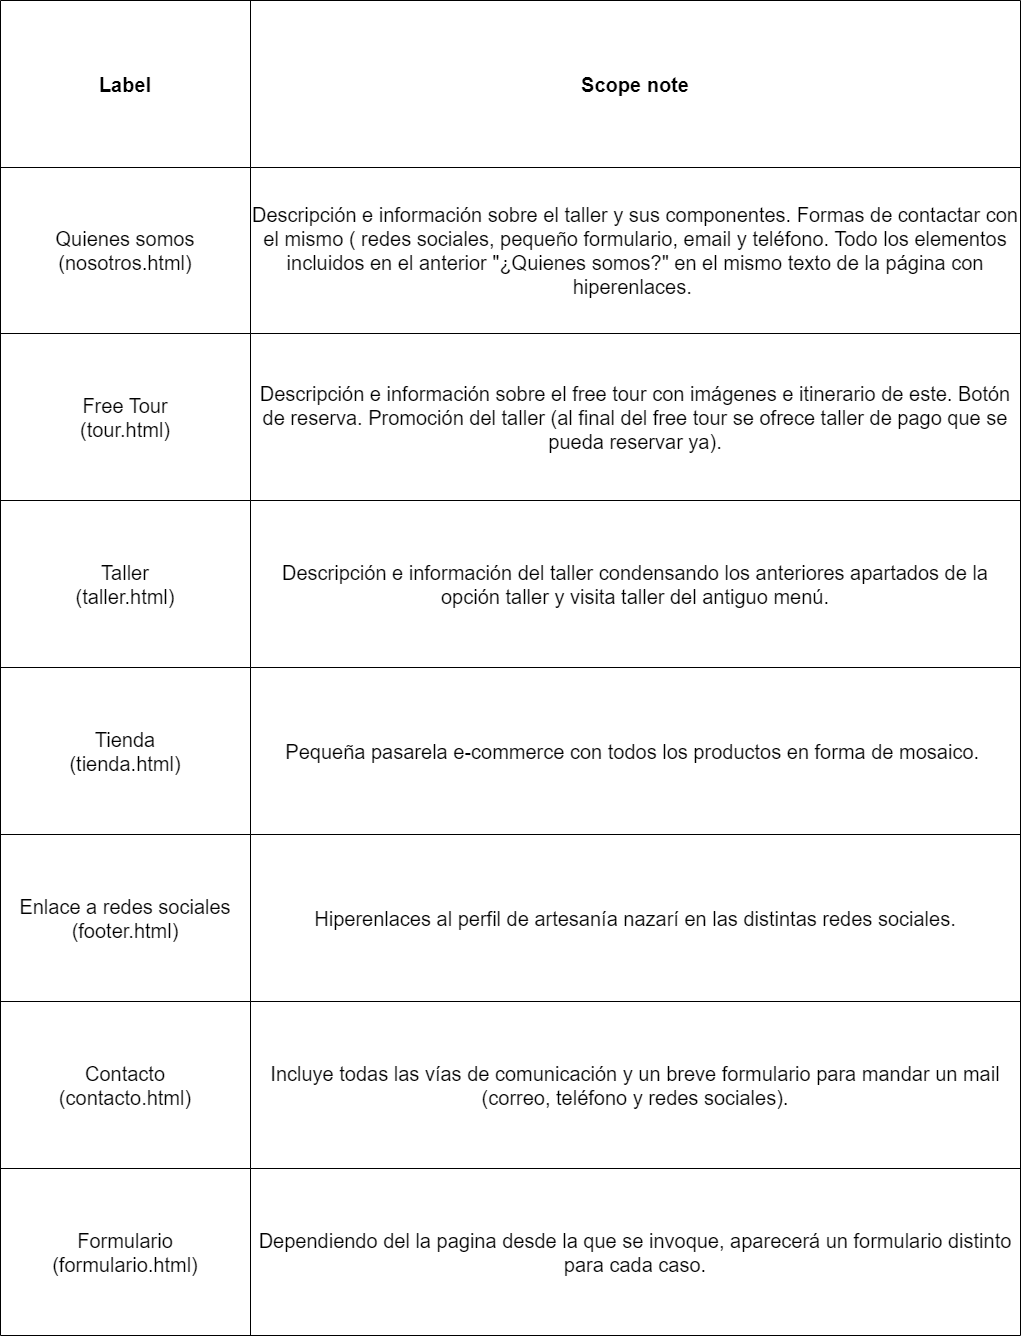 Label
Scope note
Quienes somos
(nosotros.html)
Descripción e información sobre el taller y sus componentes. Formas de contactar con
el mismo ( redes sociales, pequeño formulario, email y teléfono. Todo los elementos
incluidos en el anterior "¿Quienes somos?" en el mismo texto de la página con
hiperenlaces.
Free Tour
(tour.html)
Descripción e información sobre el free tour con imágenes e itinerario de este. Botón
de reserva. Promoción del taller (al final del free tour se ofrece taller de pago que se
pueda reservar ya).
Taller
(taller.html)
Descripción e información del taller condensando los anteriores apartados de la
opción taller y visita taller del antiguo menú.
Tienda
(tienda.html)
Pequeña pasarela e-commerce con todos los productos en forma de mosaico.
Enlace a redes sociales
(footer.html)
Hiperenlaces al perfil de artesanía nazarí en las distintas redes sociales.
Contacto
(contacto.html)
Incluye todas las vías de comunicación y un breve formulario para mandar un mail
(correo, teléfono y redes sociales).
Formulario
(formulario.html)
Dependiendo del la pagina desde la que se invoque, aparecerá un formulario distinto
para cada caso.